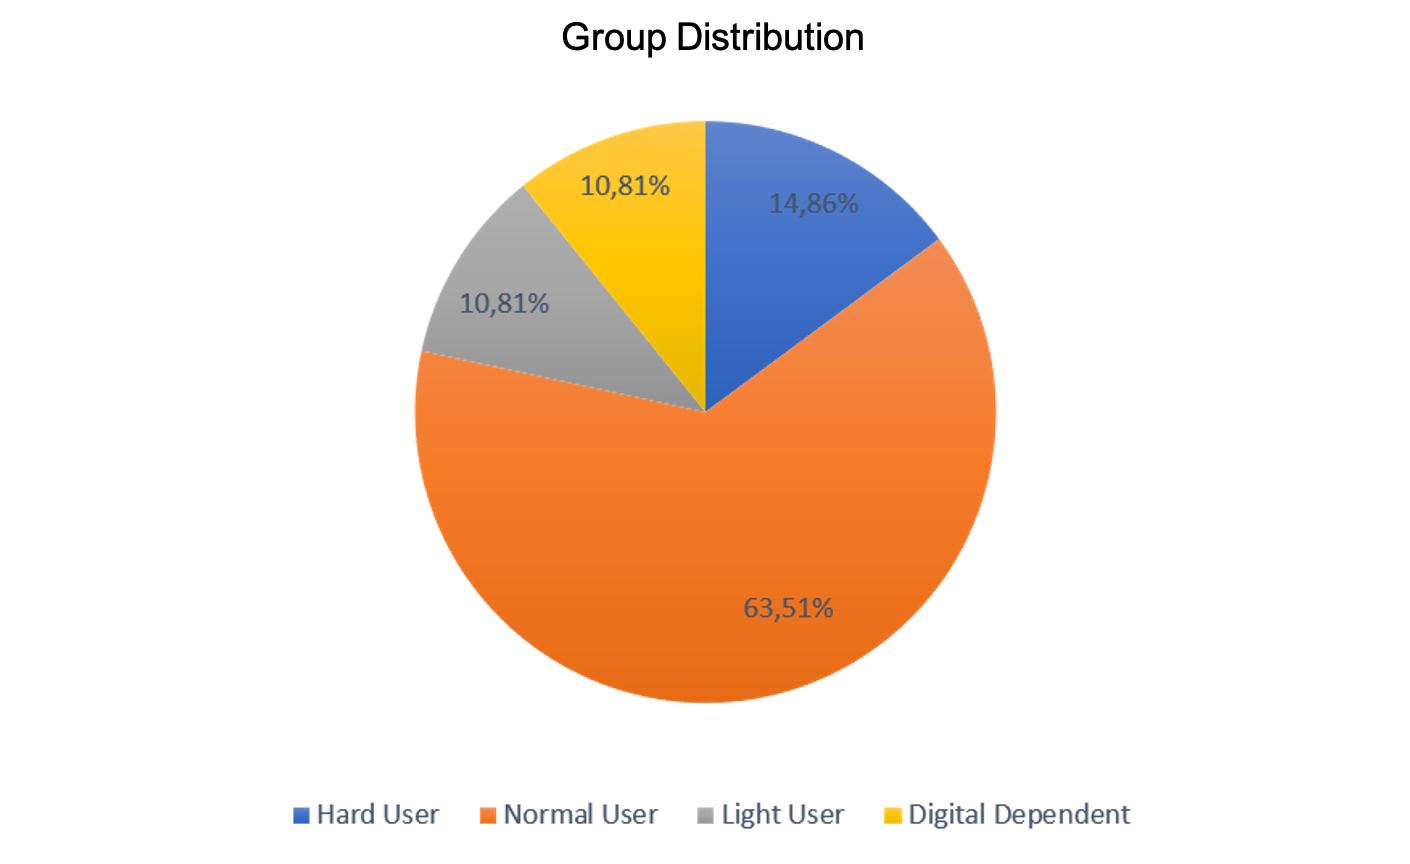 Group Distribution
10,81%
14,86%
10,81%
63,51%
Hard User Normal User Light User Digital Dependent